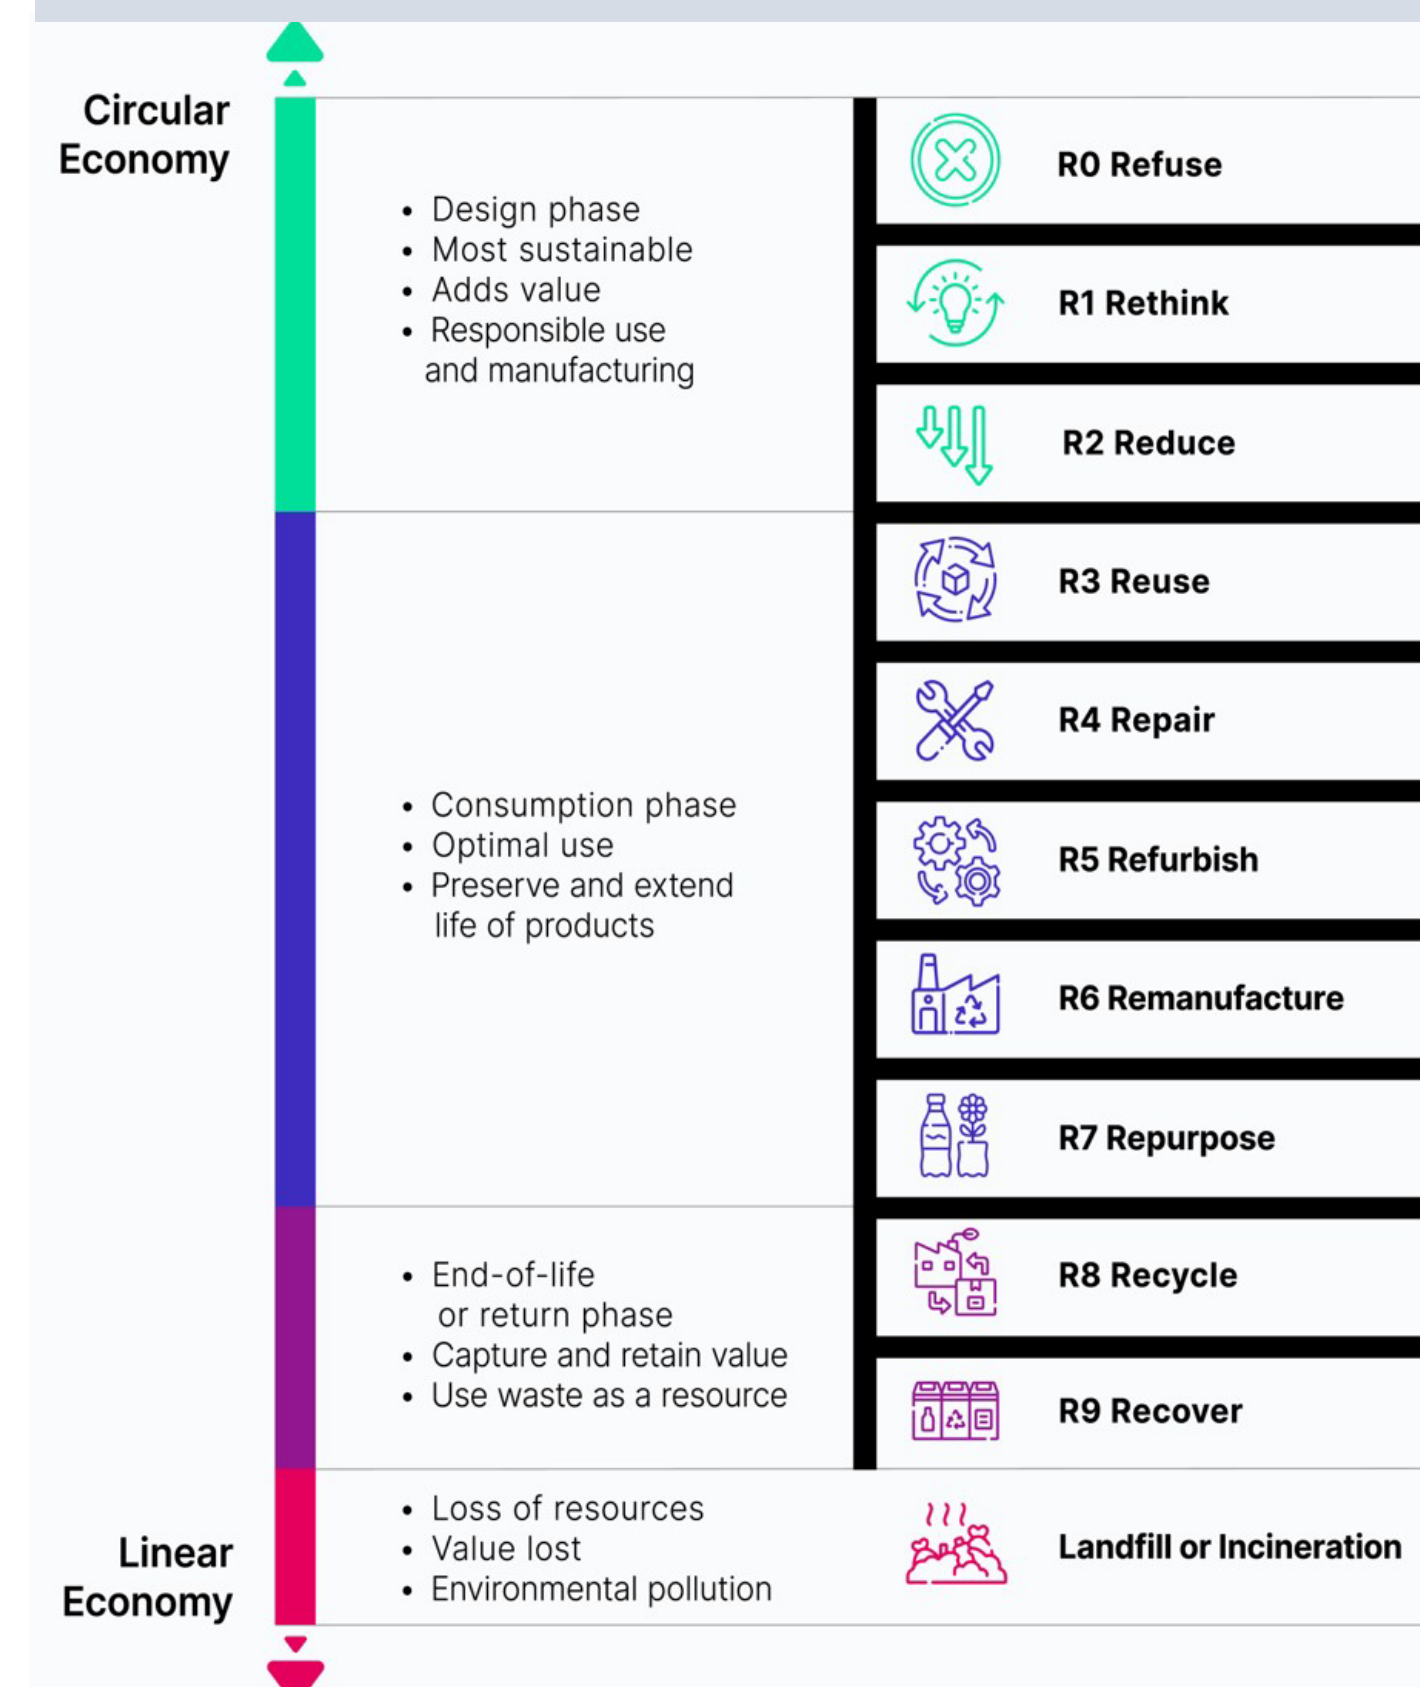 Circular
Economy
• Design phase
• Most sustainable
• Adds value
• Responsible use
and manufacturing
R0 Refuse
R1 Rethink
R2 Reduce
• Consumption phase
• Optimal use
• Preserve and extend
life of products
R3 Reuse
R4 Repair
R5 Refurbish
R6 Remanufacture
R7 Repurpose
• End-of-life
or return phase
• Capture and retain value
• Use waste as a resource
R8 Recycle
R9 Recover
Linear
Economy
• Loss of resources
• Value lost
• Environmental pollution
Landfill or Incineration